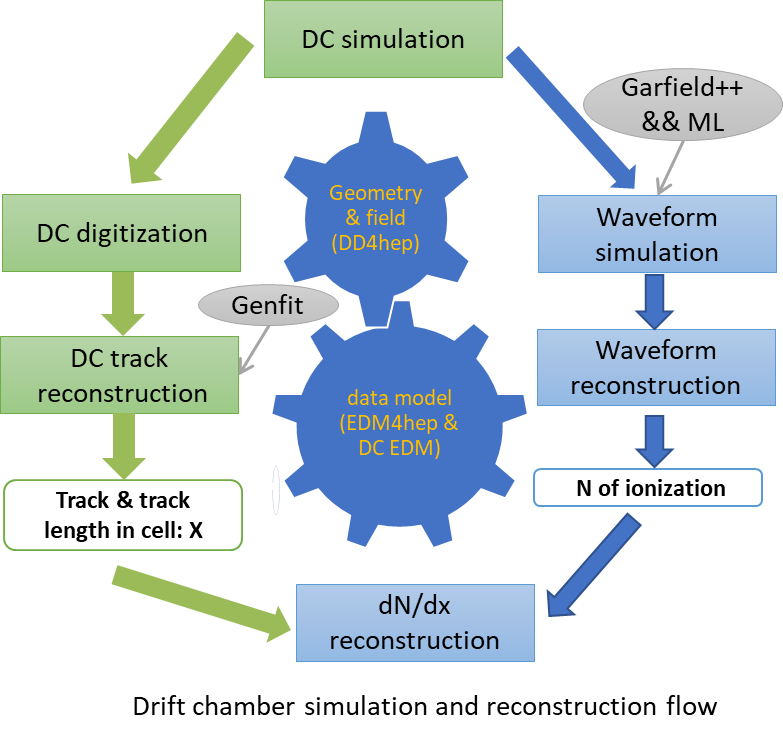 DC simulation
Garfield++
&& ML
Geometry
& field
(DD4hep)
DC digitization
Waveform
simulation
Genfit
DC track
reconstruction
Waveform
reconstruction
data model
(EDM4hep &
DC EDM)
Track & track
length in cell: X
N of ionization
dN/dx
reconstruction
Drift chamber simulation and reconstruction flow